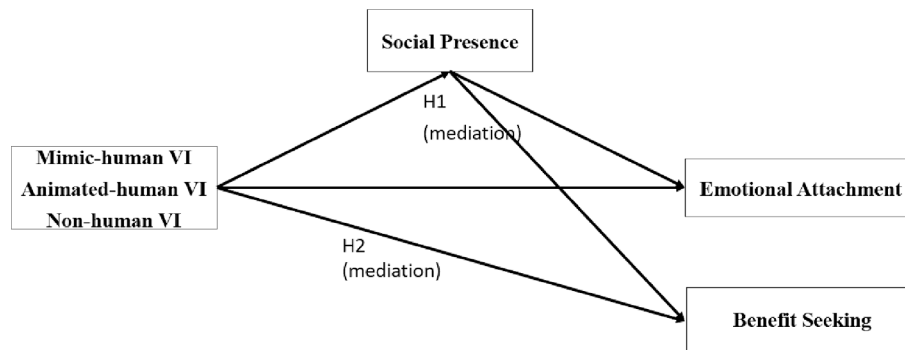 Social Presence
H1
(mediation)
Mimic-human VI
Animated-human VI
Non-human VI
Emotional Attachment
H2
(mediation)
Benefit Seeking